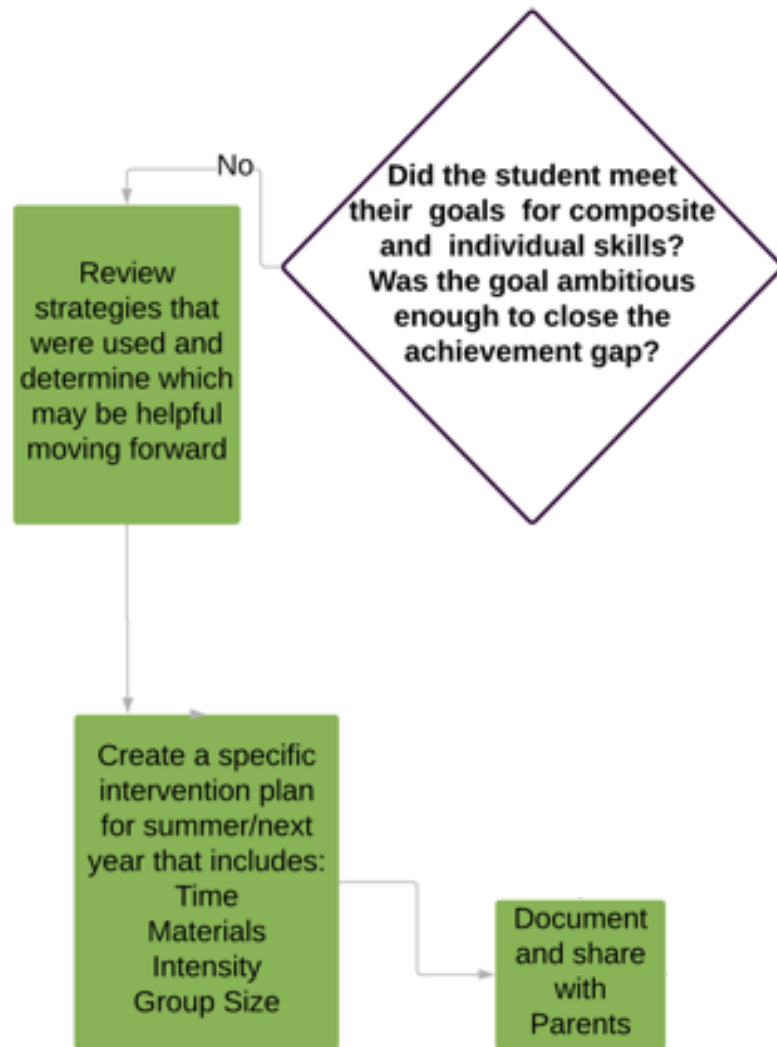 No
Did the student meet
their goals for composite
and individual skills?
Was the goal ambitious
enough to close the
achievement gap?
Review
strategies that
were used and
determine which
may be helpful
moving forward
Create a specific
intervention plan
for summer/next
year that includes:
Time
Materials
Intensity
Group Size
Document
and share
with
Parents